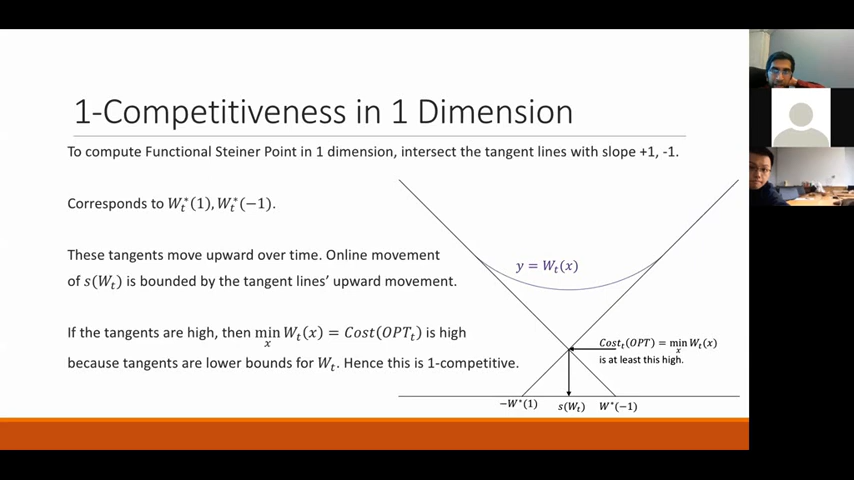 1-Competitiveness in 1 Dimension
To compute Functional Steiner Point in 1 dimension, intersect the tangent lines with slope +1, -1.
Corresponds to W_t^*(1), W_t^*(−1).
These tangents move upward over time. Online movement
of s(W_t) is bounded by the tangent lines' upward movement.
If the tangents are high, then min_x W_t(x) = Cost(OPT_t) is high
because tangents are lower bounds for W_t. Hence this is 1-competitive.
y = W_t(x)
Cost_t(OPT) = min_x W_t(x)
is at least this high.
−W^*(1) s(W_t) W^*(−1)